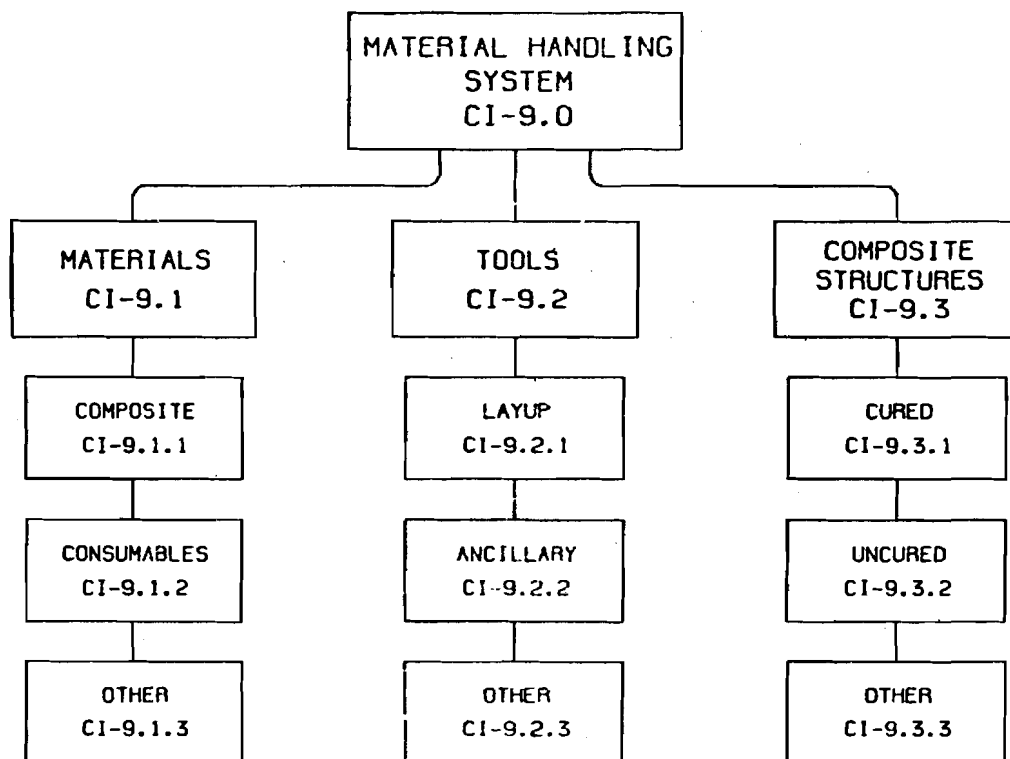 MATERIAL HANDLING
SYSTEM
CI-9.0
MATERIALS
CI-9.1
TOOLS
CI-9.2
COMPOSITE
STRUCTURES
CI-9.3
COMPOSITE
CI-9.1.1
LAYUP
CI-9.2.1
CURED
CI-9.3.1
CONSUMABLES
CI-9.1.2
ANCILLARY
CI-9.2.2
UNCURED
CI-9.3.2
OTHER
CI-9.1.3
OTHER
CI-9.2.3
OTHER
CI-9.3.3